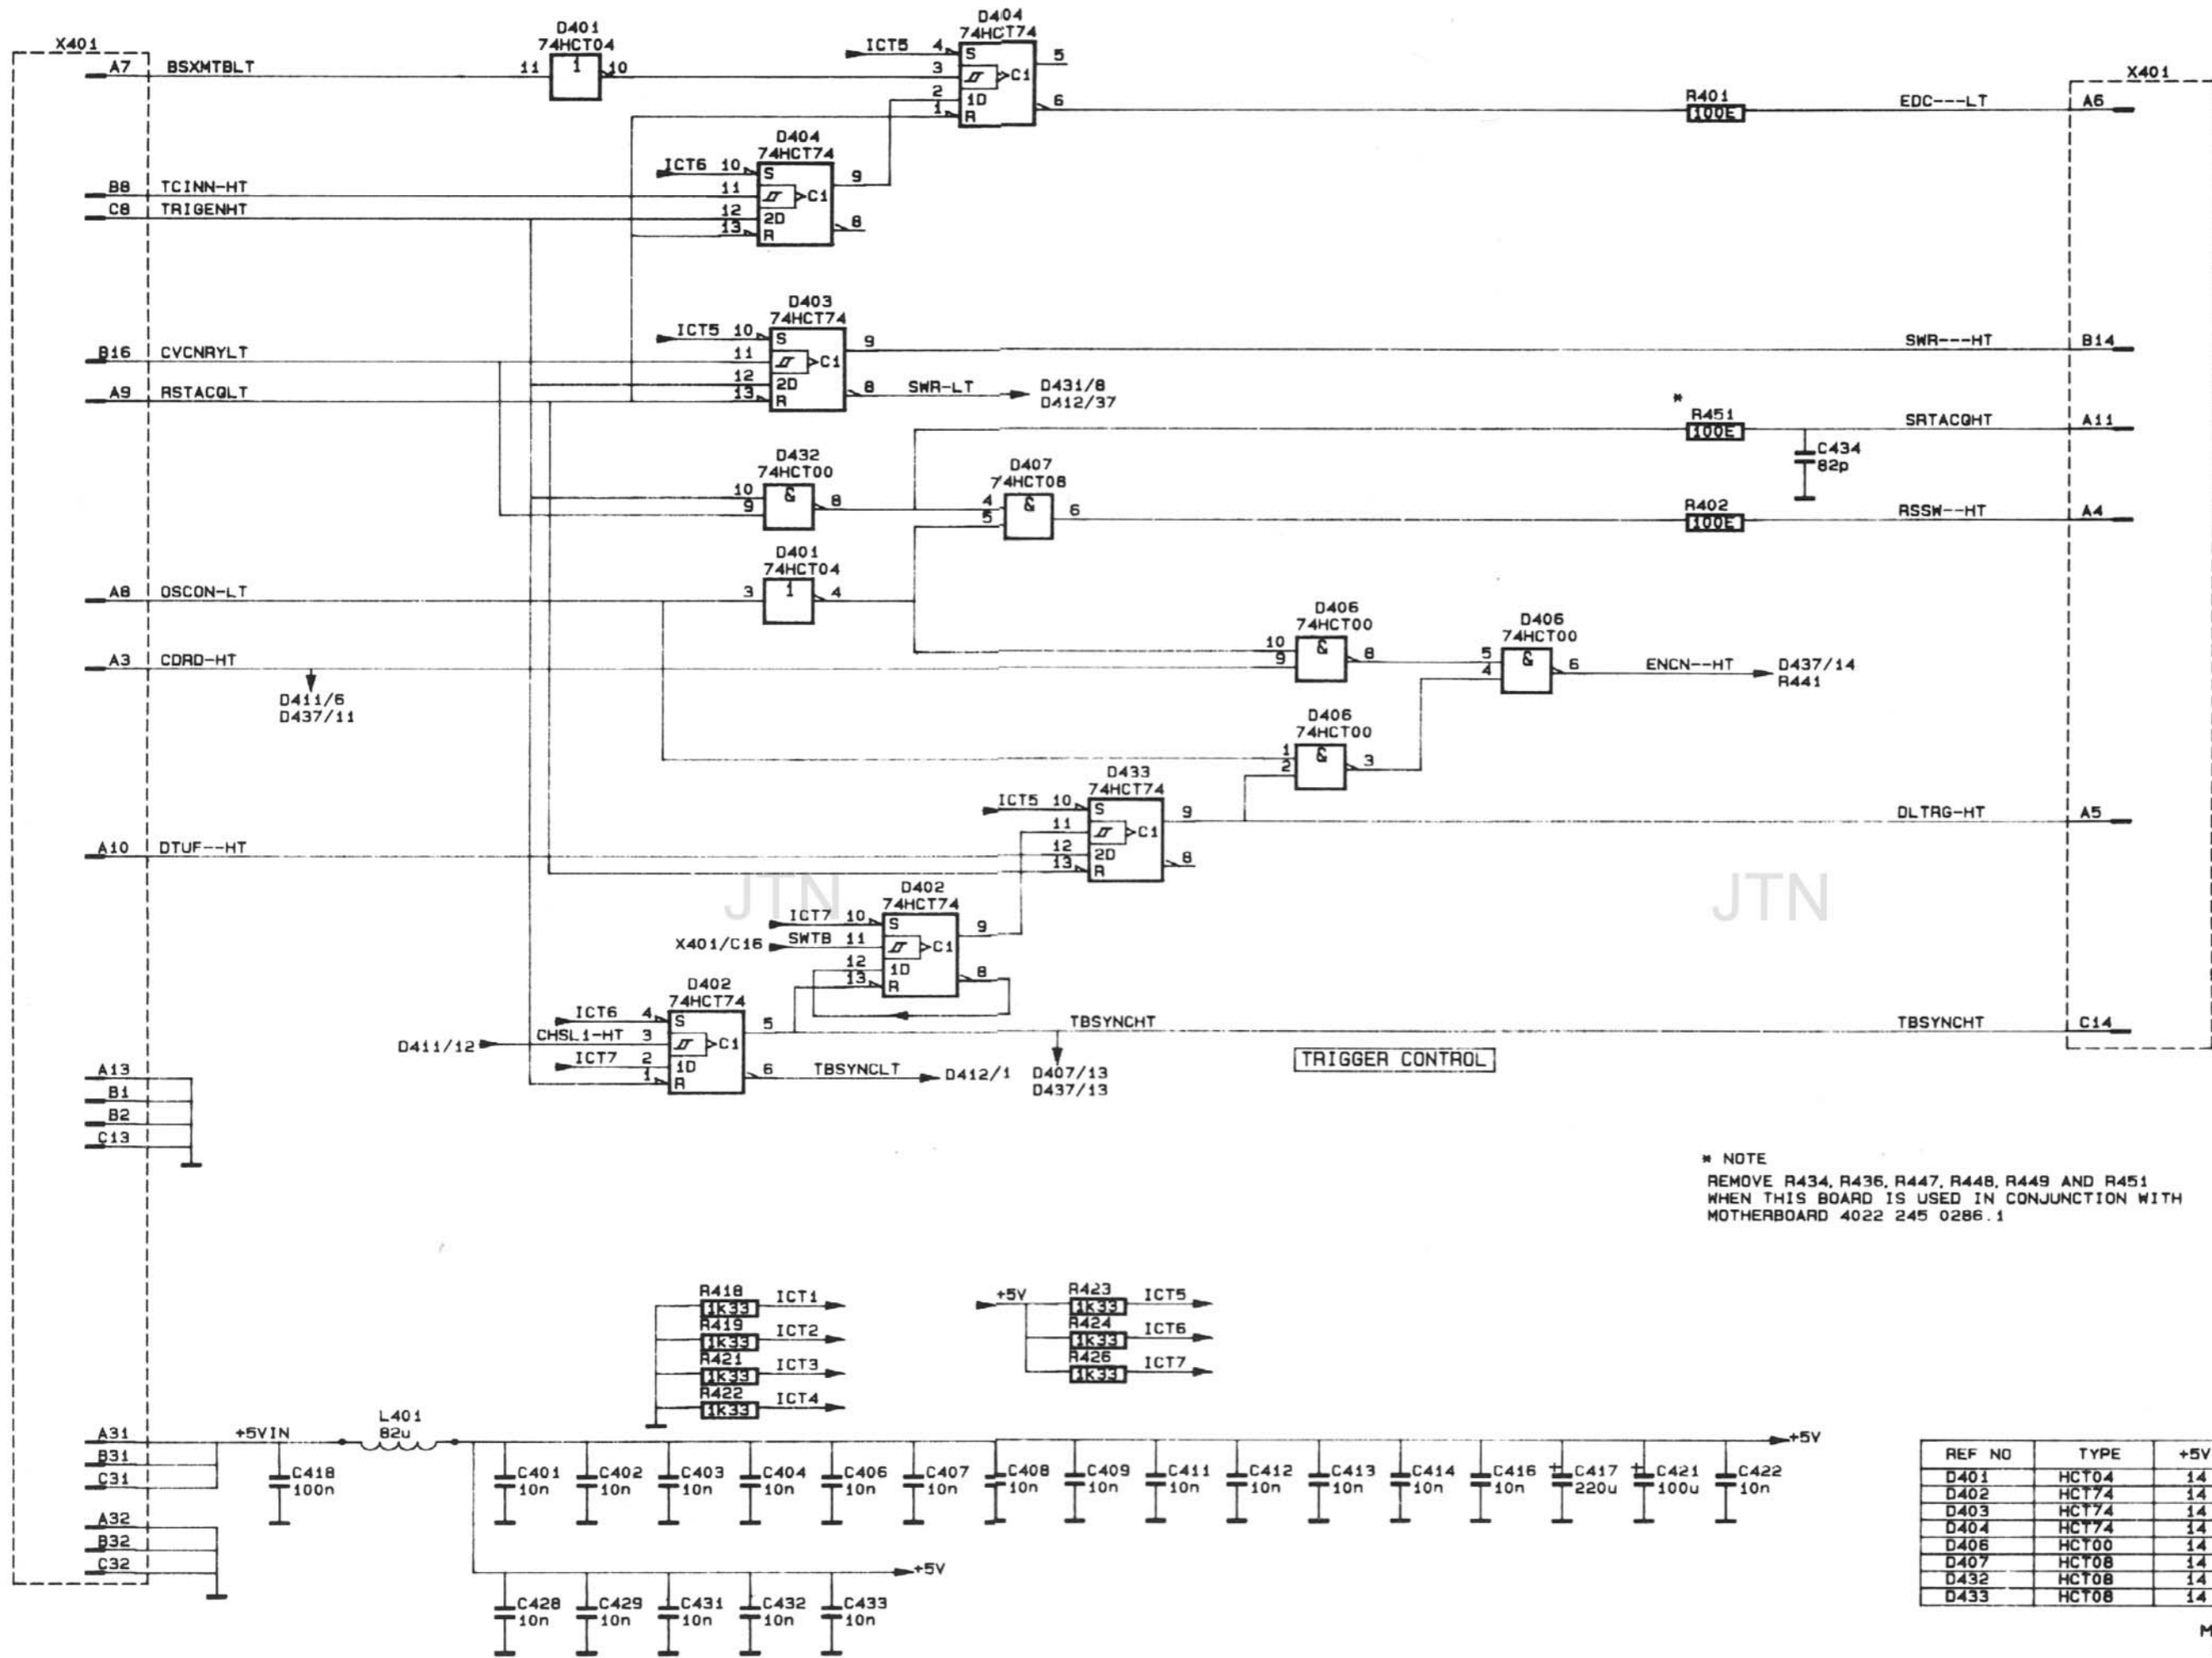 X401
A7 BSXMTBLT
11 D401 10
74HCT04
1
D404
74HCT74
ICT5 4 S 5
3 C1
2 1D 6
1 R
R401
100E
EDC---LT
X401
A6
D404
74HCT74
ICT6 10 S 9
11 C1
12 2D
13 R 8
B8 TCINN-HT
C8 TRIGENHT
D403
74HCT74
ICT5 10 S 9
11 C1
12 2D 8
13 R
SWR---HT B14
B16 CVCNRYLT
A9 RSTACQLT
SWR-LT
D431/8
D412/37
*
R451
100E
SRTACQHT A11
C434
82p
D432
74HCT00
10 & 8
9
D407
74HCT08
4 & 6
5
R402
100E
RSSW--HT A4
D401
74HCT04
3 1 4
A8 OSCON-LT
D406
74HCT00
10 & 8
9
D406
74HCT00
5 & 6
4
ENCN--HT
D437/14
R441
A3 CDRD-HT
D411/6
D437/11
D406
74HCT00
1 & 3
2
D433
74HCT74
ICT5 10 S 9
11 C1
12 2D 8
13 R
DLTRG-HT A5
A10 DTUF--HT
JTN
JTN
D402
74HCT74
ICT7 10 S 9
X401/C16 SWTB 11 C1
12 1D 8
13 R
D402
74HCT74
ICT6 4 S 5
D411/12 CHSL1-HT 3 C1
ICT7 2 1D 6
1 R
TBSYNCHT
TBSYNCHT C14
TBSYNCLT D412/1
D407/13
D437/13
TRIGGER CONTROL
A13
B1
B2
C13
* NOTE
REMOVE R434, R436, R447, R448, R449 AND R451
WHEN THIS BOARD IS USED IN CONJUNCTION WITH
MOTHERBOARD 4022 245 0286.1
R418 ICT1
1k33
R419 ICT2
1k33
R421 ICT3
1k33
R422 ICT4
1k33
+5V
R423 ICT5
1k33
R424 ICT6
1k33
R426 ICT7
1k33
A31 +5VIN
B31
C31
A32
B32
C32
L401
82u
C418
100n
+5V
C401
10n
C402
10n
C403
10n
C404
10n
C406
10n
C407
10n
C408
10n
C409
10n
C411
10n
C412
10n
C413
10n
C414
10n
C416
10n
+ C417
220u
+ C421
100u
C422
10n
+5V
C428
10n
C429
10n
C431
10n
C432
10n
C433
10n
REF NO TYPE +5V
D401 HCT04 14
D402 HCT74 14
D403 HCT74 14
D404 HCT74 14
D406 HCT00 14
D407 HCT08 14
D432 HCT08 14
D433 HCT08 14
M